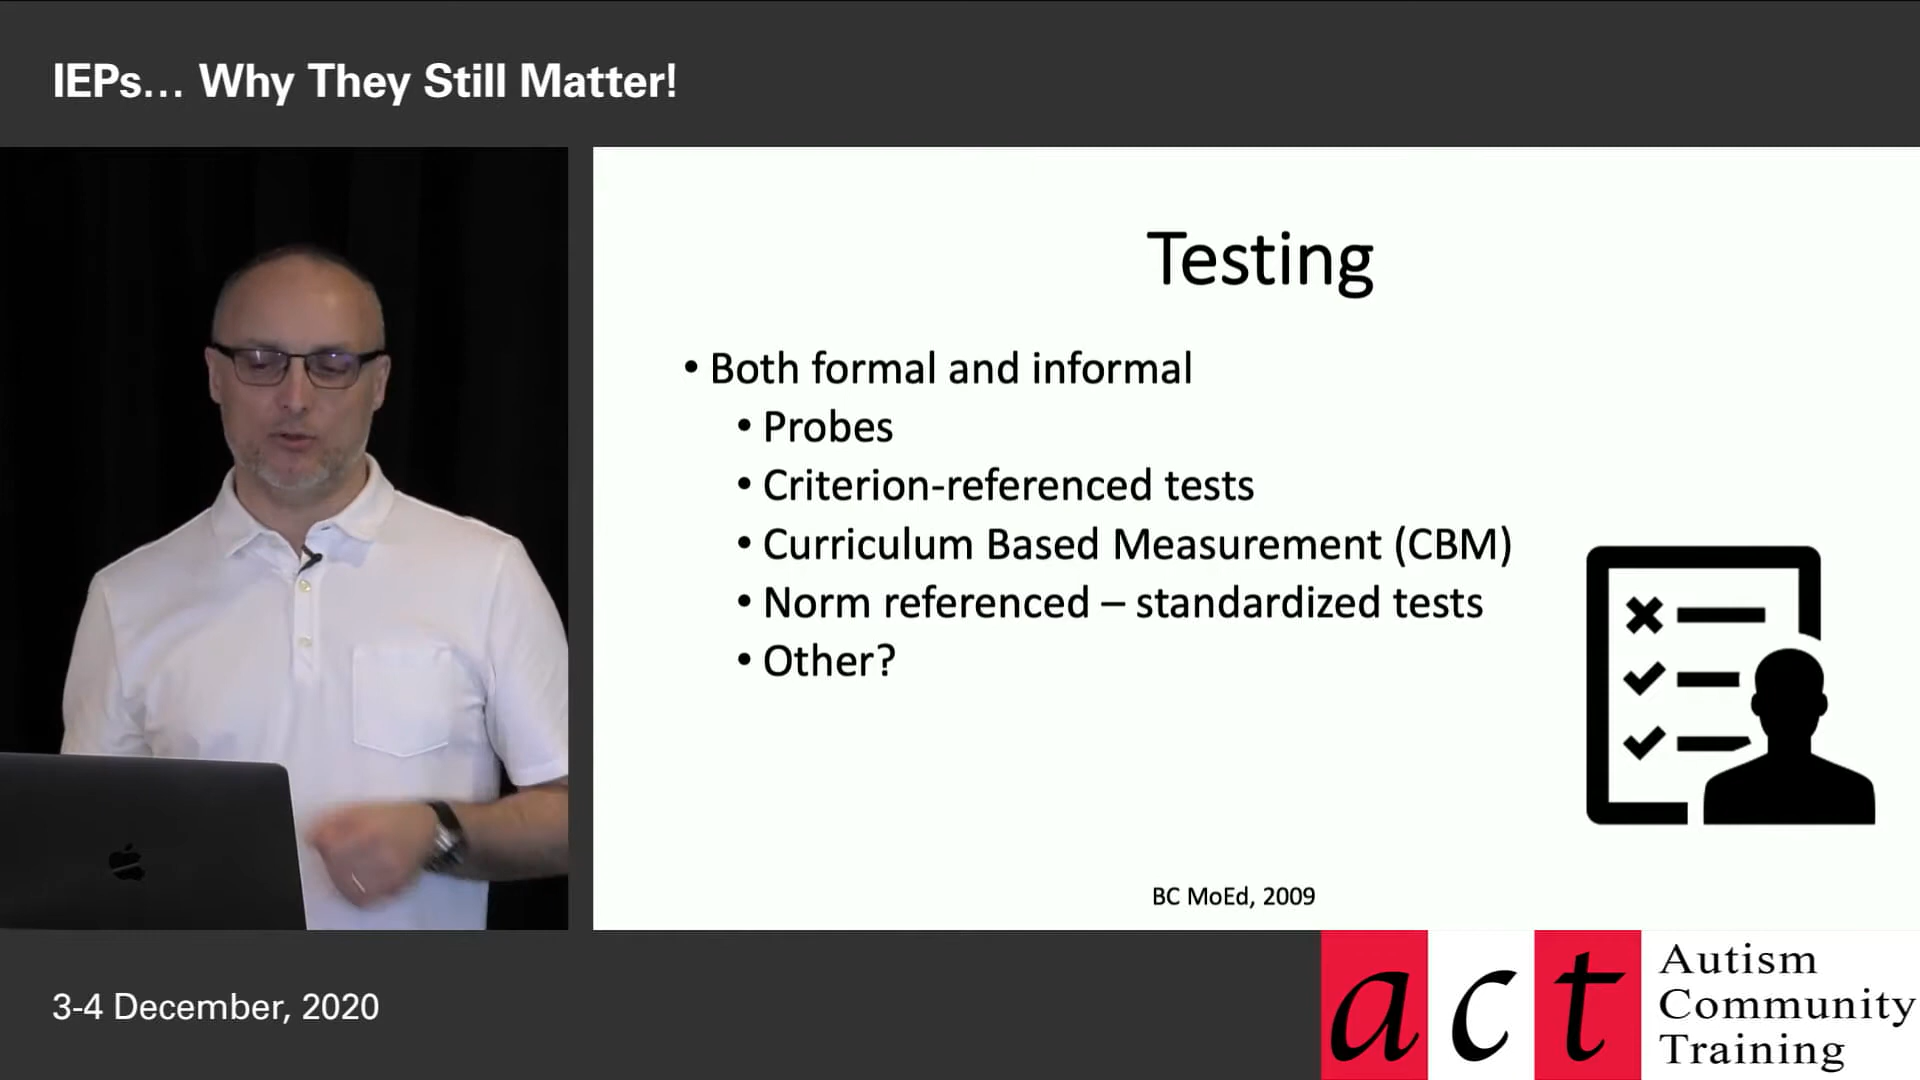 IEPs... Why They Still Matter!
Testing
• Both formal and informal
• Probes
• Criterion-referenced tests
• Curriculum Based Measurement (CBM)
• Norm referenced – standardized tests
• Other?
BC MoEd, 2009
3-4 December, 2020
act
Autism
Community
Training